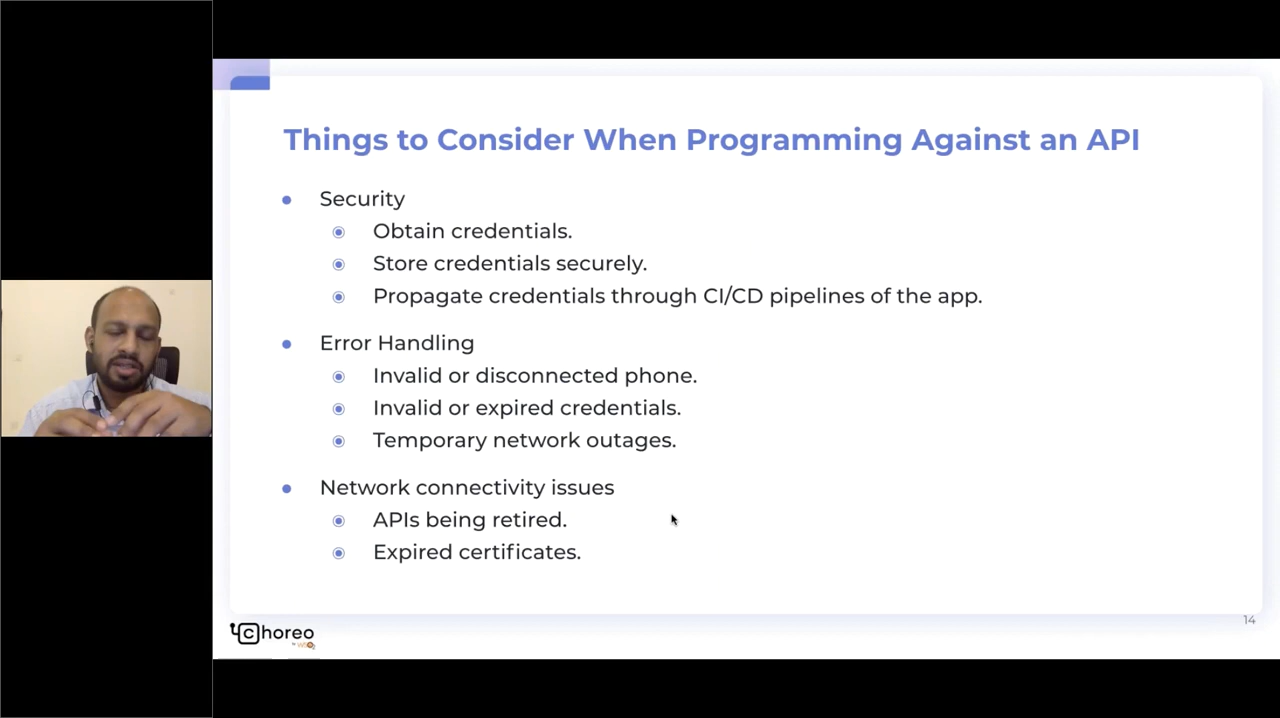 Things to Consider When Programming Against an API
Security
Obtain credentials.
Store credentials securely.
Propagate credentials through CI/CD pipelines of the app.
Error Handling
Invalid or disconnected phone.
Invalid or expired credentials.
Temporary network outages.
Network connectivity issues
APIs being retired.
Expired certificates.
14
choreo